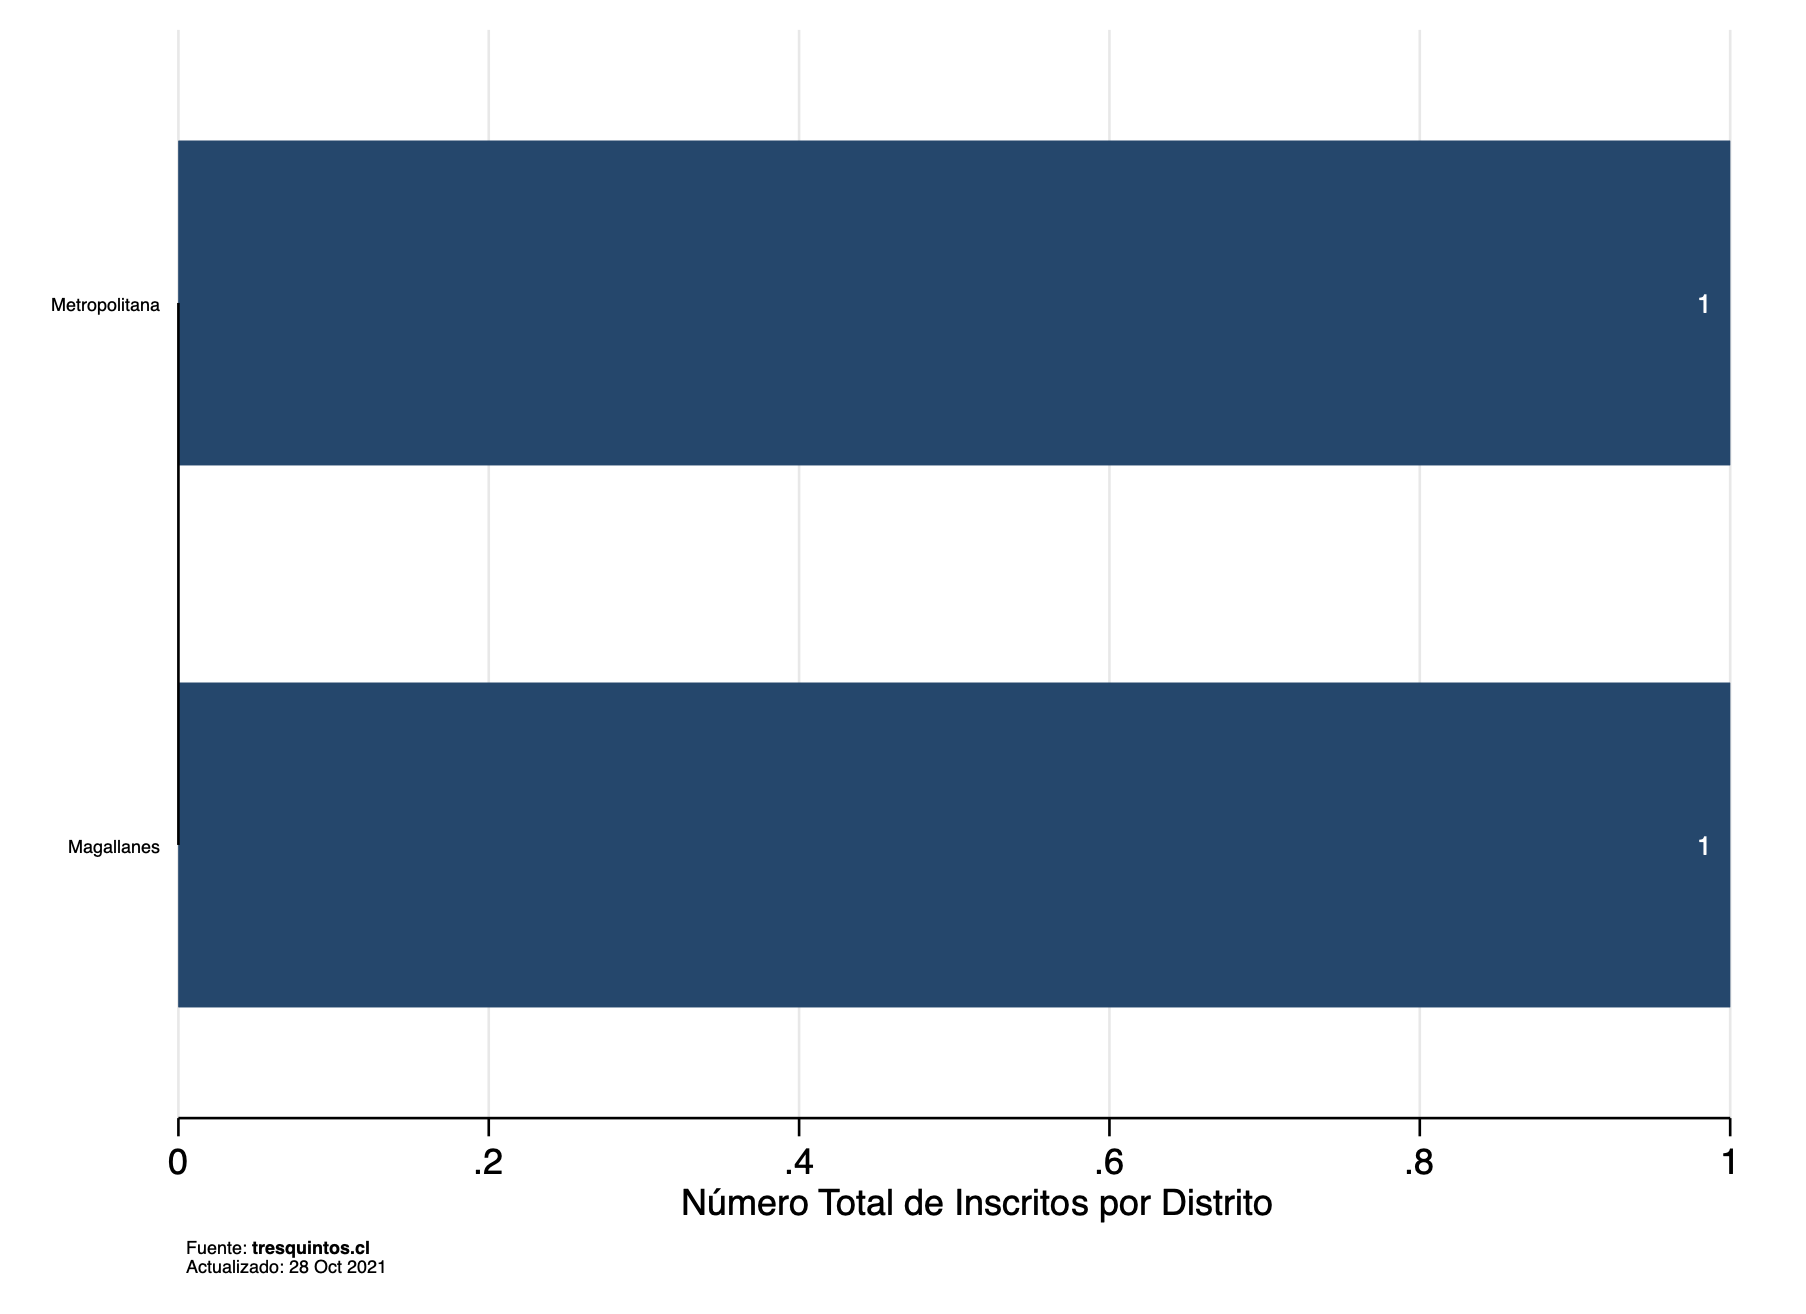 Metropolitana
1
Magallanes
1
0 .2 .4 .6 .8 1
Número Total de Inscritos por Distrito
Fuente: tresquintos.cl
Actualizado: 28 Oct 2021